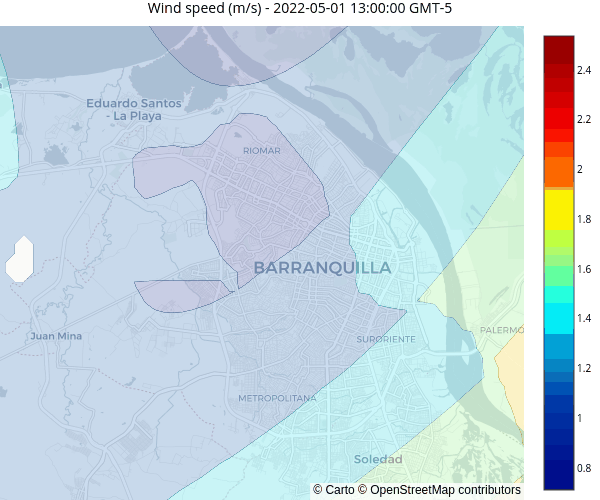 Wind speed (m/s) - 2022-05-01 13:00:00 GMT-5
Eduardo Santos
- La Playa
RIOMAR
BARRANQUILLA
Juan Mina
SURORIENTE
PALERMO
METROPOLITANA
Soledad
© Carto © OpenStreetMap contributors
2.4
2.2
2
1.8
1.6
1.4
1.2
1
0.8